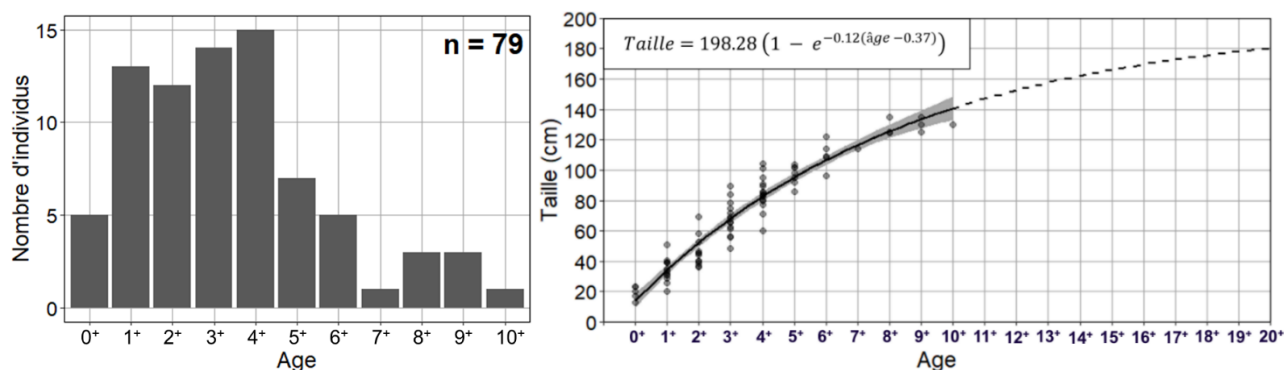 15
10
5
0
Nombre d'individus
n = 79
0⁺ 1⁺ 2⁺ 3⁺ 4⁺ 5⁺ 6⁺ 7⁺ 8⁺ 9⁺ 10⁺
Age
200
180
160
140
120
100
80
60
40
20
0
Taille (cm)
Taille = 198.28 (1 − e^−0.12(âge −0.37))
0⁺ 1⁺ 2⁺ 3⁺ 4⁺ 5⁺ 6⁺ 7⁺ 8⁺ 9⁺ 10⁺ 11⁺ 12⁺ 13⁺ 14⁺ 15⁺ 16⁺ 17⁺ 18⁺ 19⁺ 20⁺
Age